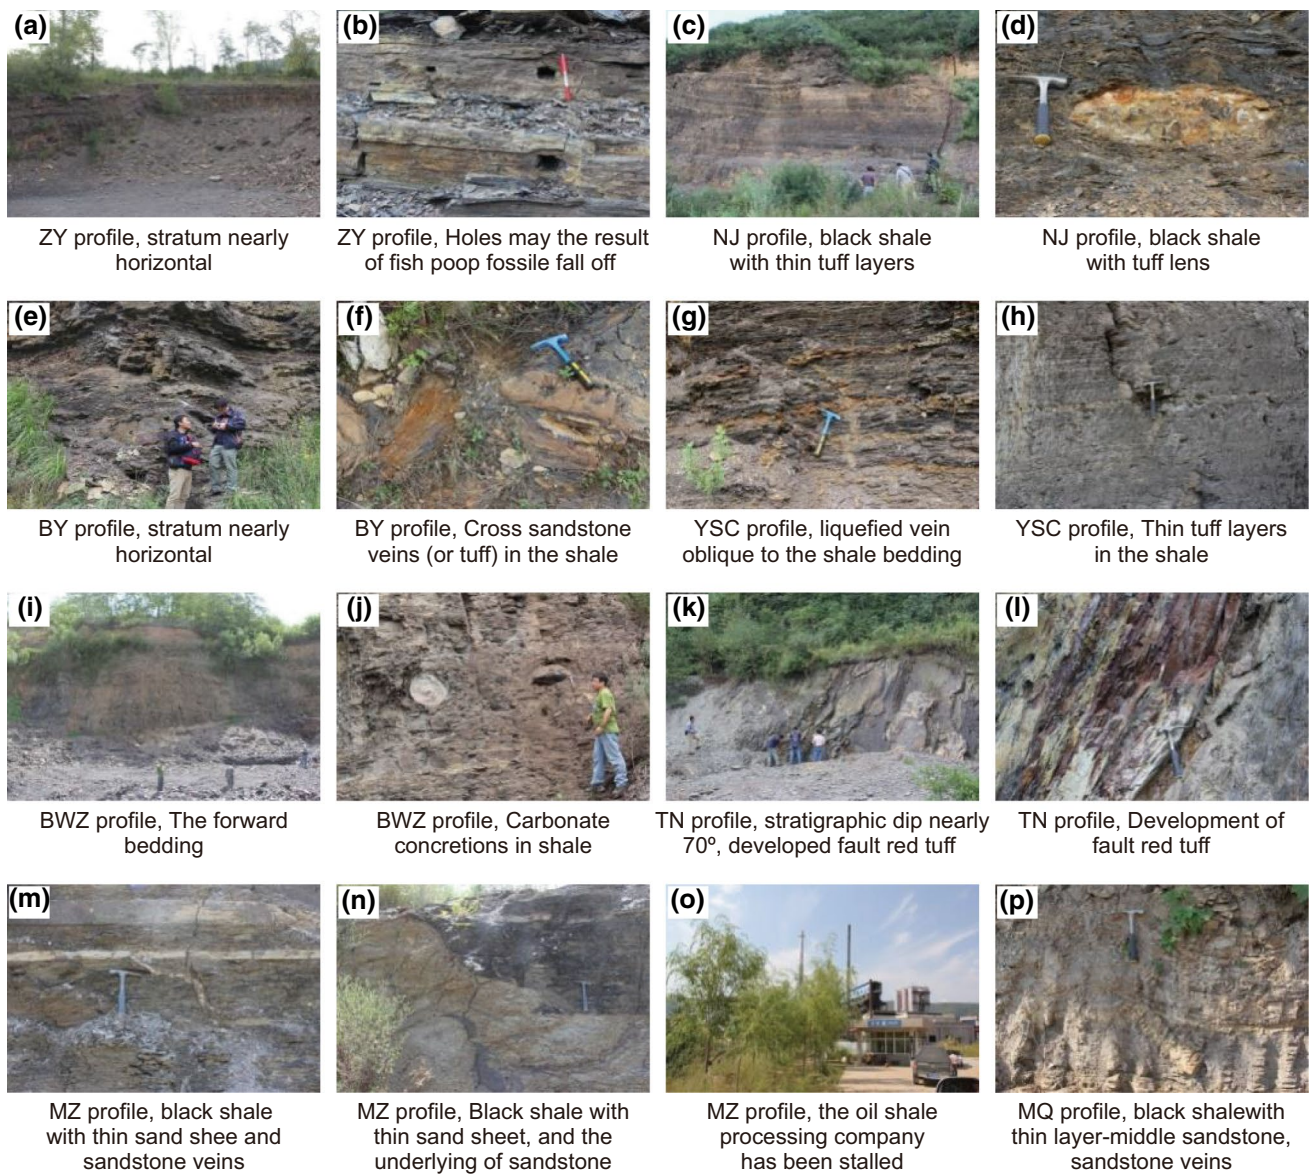 (a)
(b)
(c)
(d)
ZY profile, stratum nearly
horizontal
ZY profile, Holes may the result
of fish poop fossile fall off
NJ profile, black shale
with thin tuff layers
NJ profile, black shale
with tuff lens
(e)
(f)
(g)
(h)
BY profile, stratum nearly
horizontal
BY profile, Cross sandstone
veins (or tuff) in the shale
YSC profile, liquefied vein
oblique to the shale bedding
YSC profile, Thin tuff layers
in the shale
(i)
(j)
(k)
(l)
BWZ profile, The forward
bedding
BWZ profile, Carbonate
concretions in shale
TN profile, stratigraphic dip nearly
70º, developed fault red tuff
TN profile, Development of
fault red tuff
(m)
(n)
(o)
(p)
MZ profile, black shale
with thin sand shee and
sandstone veins
MZ profile, Black shale with
thin sand sheet, and the
underlying of sandstone
MZ profile, the oil shale
processing company
has been stalled
MQ profile, black shalewith
thin layer-middle sandstone,
sandstone veins